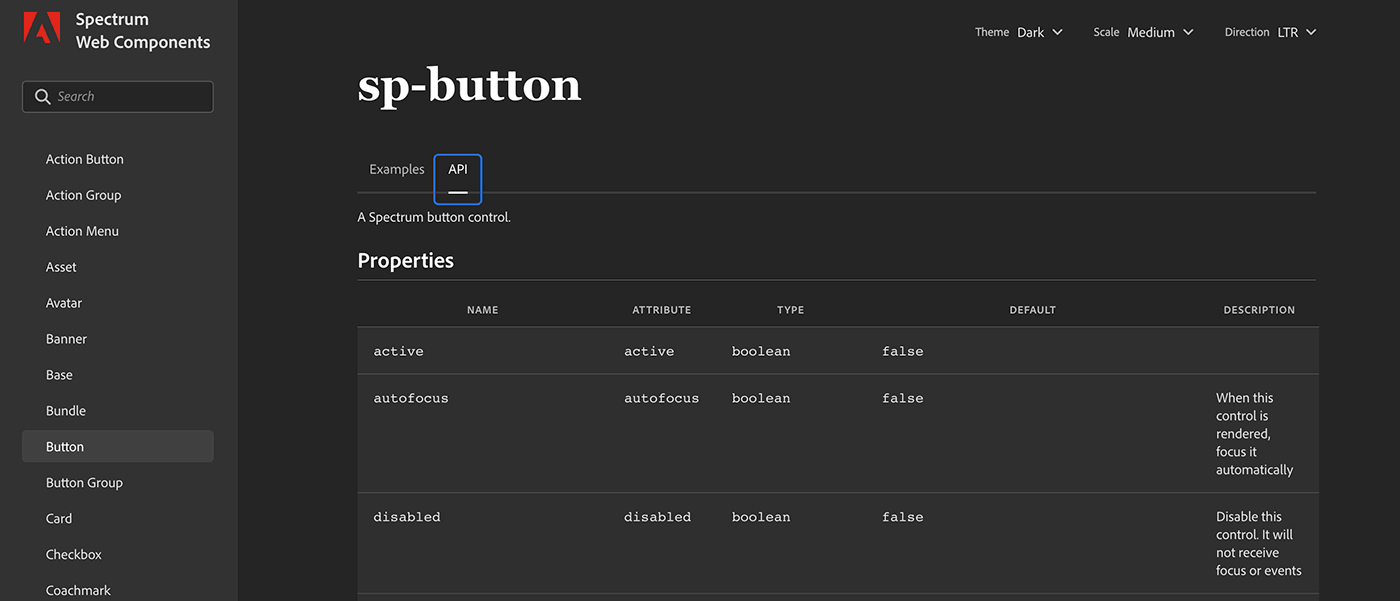 Spectrum
Web Components
Search
Action Button
Action Group
Action Menu
Asset
Avatar
Banner
Base
Bundle
Button
Button Group
Card
Checkbox
Coachmark
Theme Dark Scale Medium Direction LTR
sp-button
Examples API
A Spectrum button control.
Properties
NAME ATTRIBUTE TYPE DEFAULT DESCRIPTION
active active boolean false
autofocus autofocus boolean false When this
control is
rendered,
focus it
automatically
disabled disabled boolean false Disable this
control. It will
not receive
focus or events